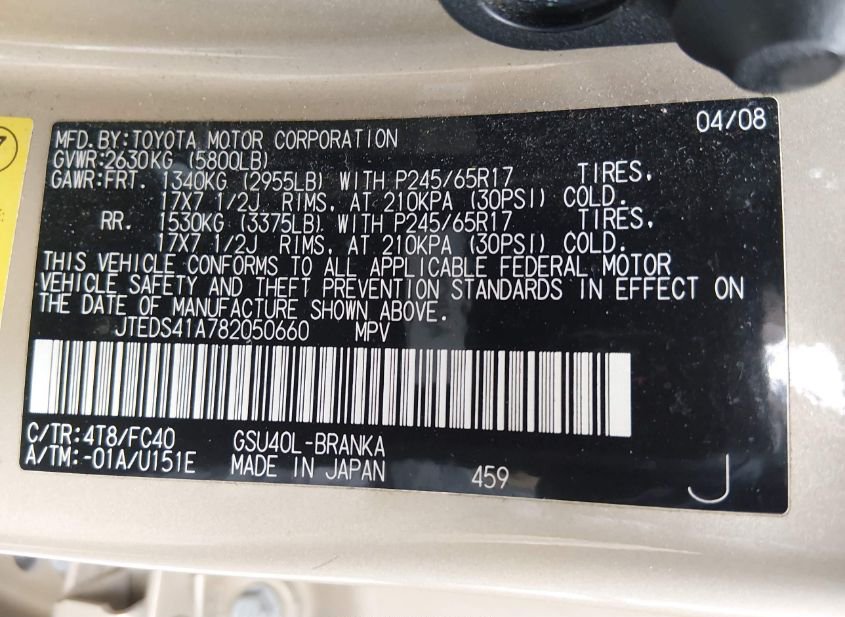 04/08
MFD.BY:TOYOTA MOTOR CORPORATION
GVWR:2630KG (5800LB)
GAWR:FRT. 1340KG (2955LB) WITH P245/65R17 TIRES,
17X7 1/2J RIMS, AT 210KPA (30PSI) COLD.
RR. 1530KG (3375LB) WITH P245/65R17 TIRES,
17X7 1/2J RIMS, AT 210KPA (30PSI) COLD.
THIS VEHICLE CONFORMS TO ALL APPLICABLE FEDERAL MOTOR
VEHICLE SAFETY AND THEFT PREVENTION STANDARDS IN EFFECT ON
THE DATE OF MANUFACTURE SHOWN ABOVE.
JTEDS41A782050660 MPV
C/TR:4T8/FC40 GSU40L-BRANKA
A/TM:-01A/U151E MADE IN JAPAN 459 J